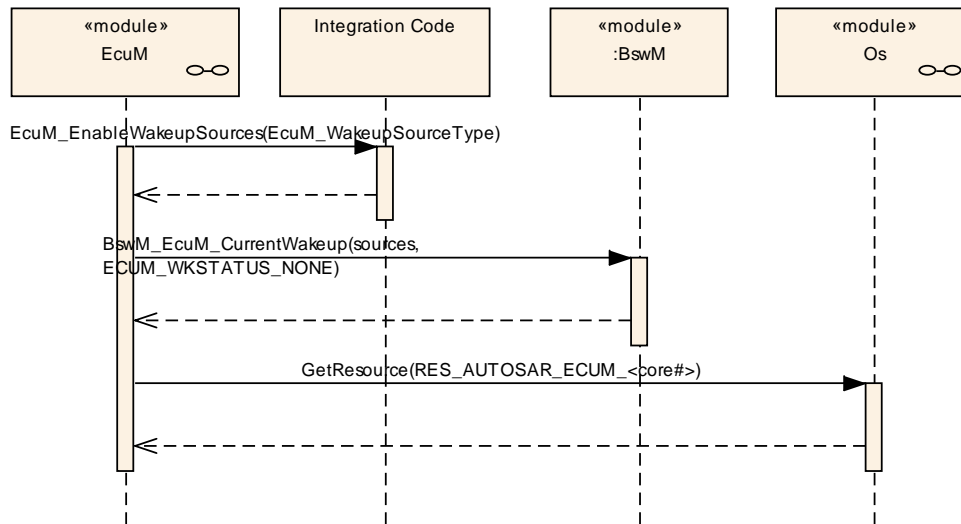 «module»
EcuM
Integration Code
«module»
:BswM
«module»
Os
EcuM_EnableWakeupSources(EcuM_WakeupSourceType)
BswM_EcuM_CurrentWakeup(sources,
ECUM_WKSTATUS_NONE)
GetResource(RES_AUTOSAR_ECUM_<core#>)